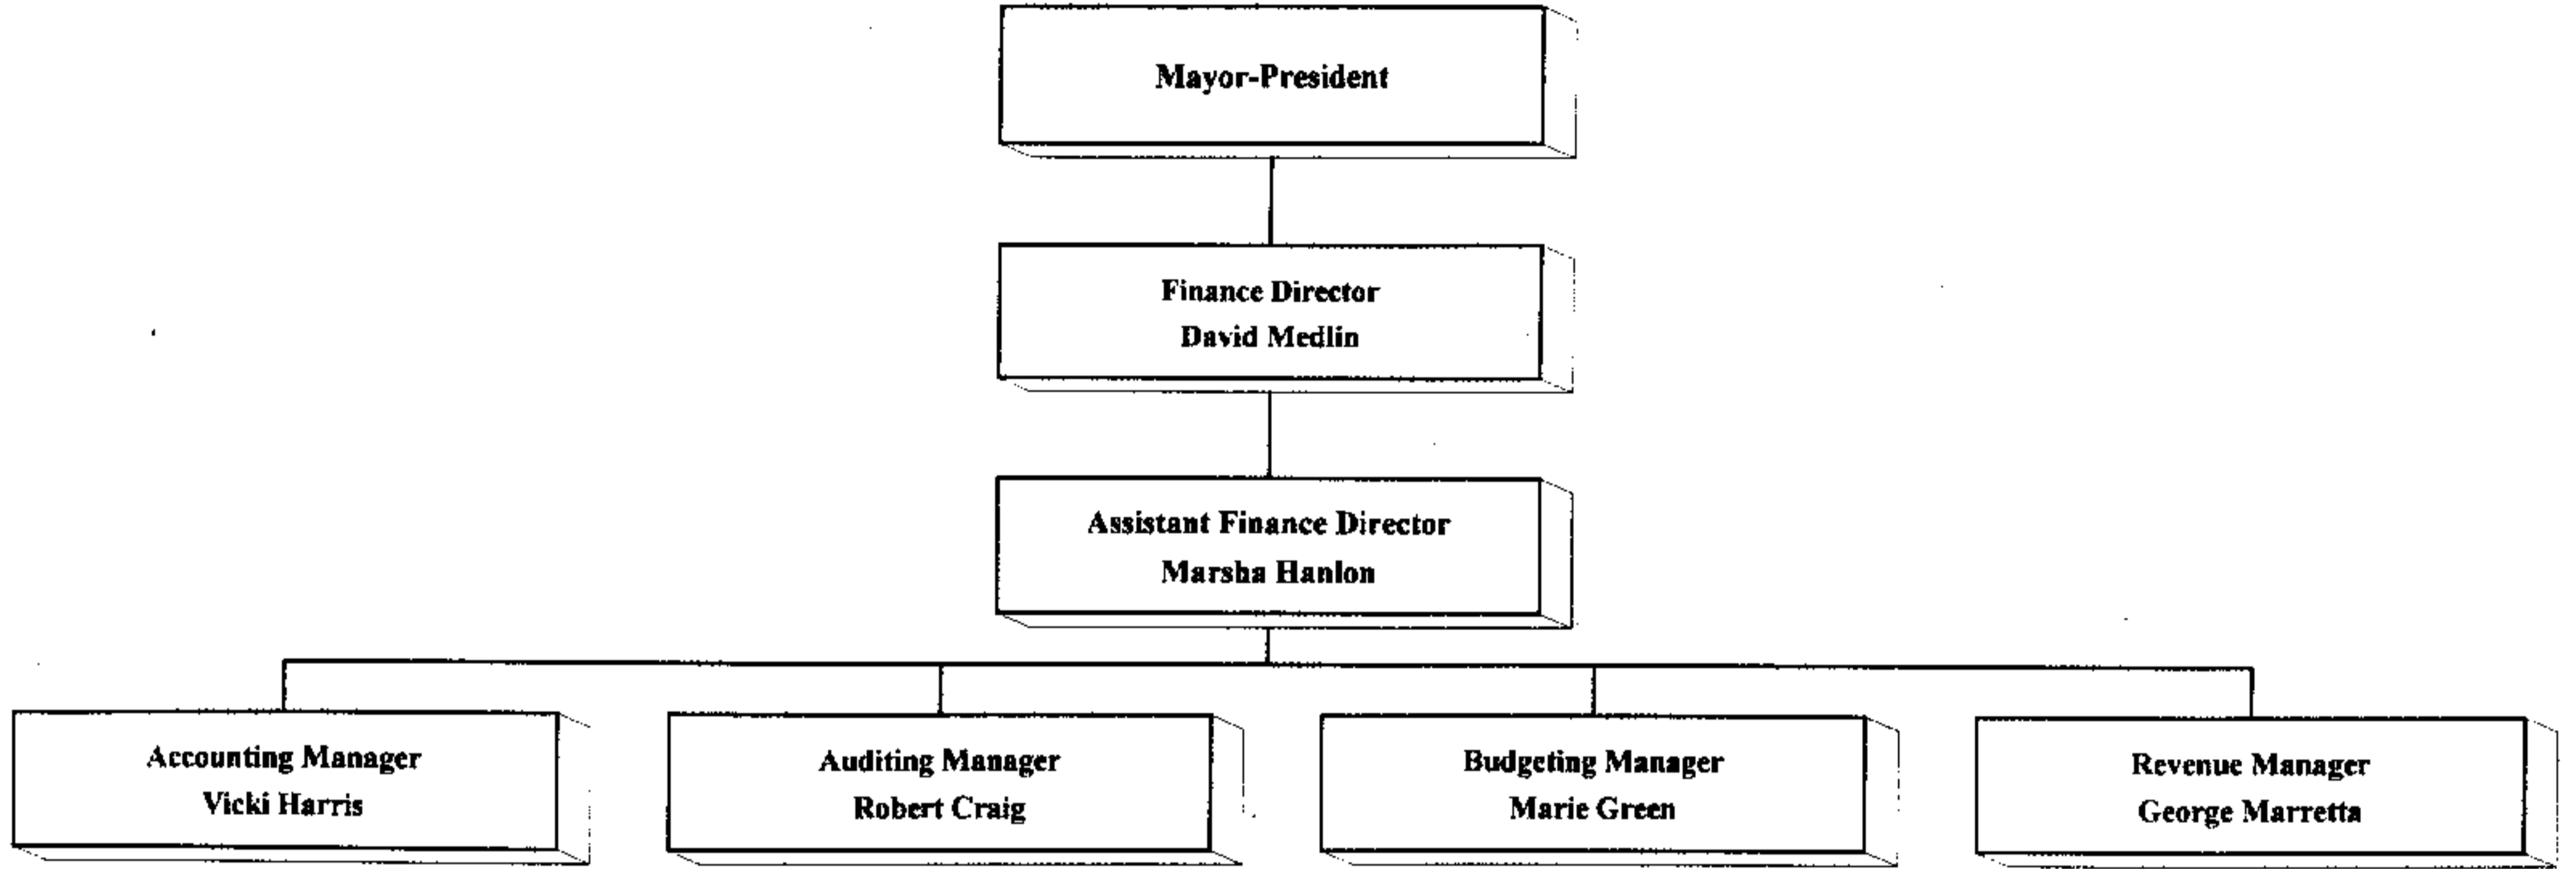 Mayor-President
Finance Director
David Medlin
Assistant Finance Director
Marsha Hanlon
Accounting Manager
Vicki Harris
Auditing Manager
Robert Craig
Budgeting Manager
Marie Green
Revenue Manager
George Marretta